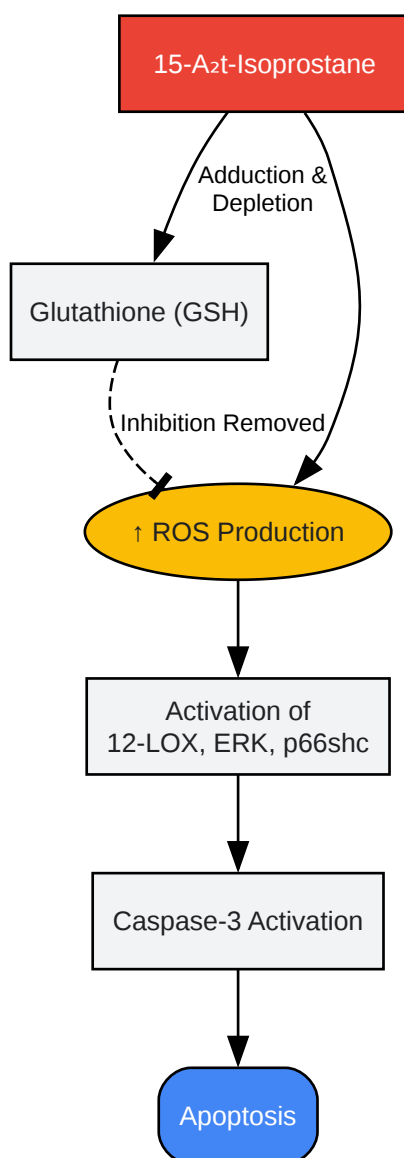 15-A₂t-Isoprostane
Adduction &
Depletion
Glutathione (GSH)
Inhibition Removed
↑ ROS Production
Activation of
12-LOX, ERK, p66shc
Caspase-3 Activation
Apoptosis